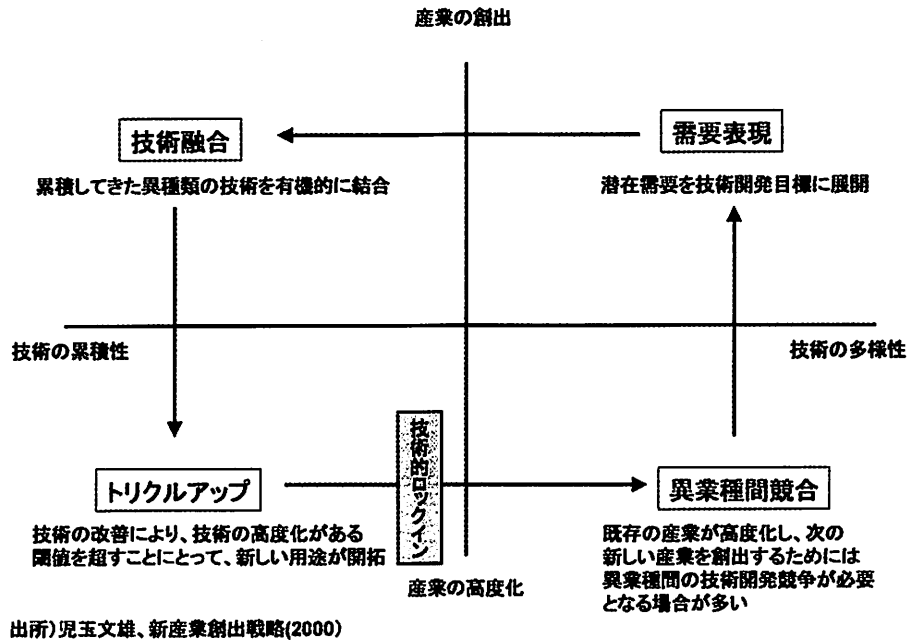 産業の創出
技術融合
需要表現
累積してきた異種類の技術を有機的に結合
潜在需要を技術開発目標に展開
技術の累積性
技術の多様性
トリクルアップ
技術的ロックイン
異業種間競合
技術の改善により、技術の高度化がある
閾値を超すことにとって、新しい用途が開拓
既存の産業が高度化し、次の
新しい産業を創出するためには
異業種間の技術開発競争が必要
となる場合が多い
産業の高度化
出所)児玉文雄、新産業創出戦略(2000)